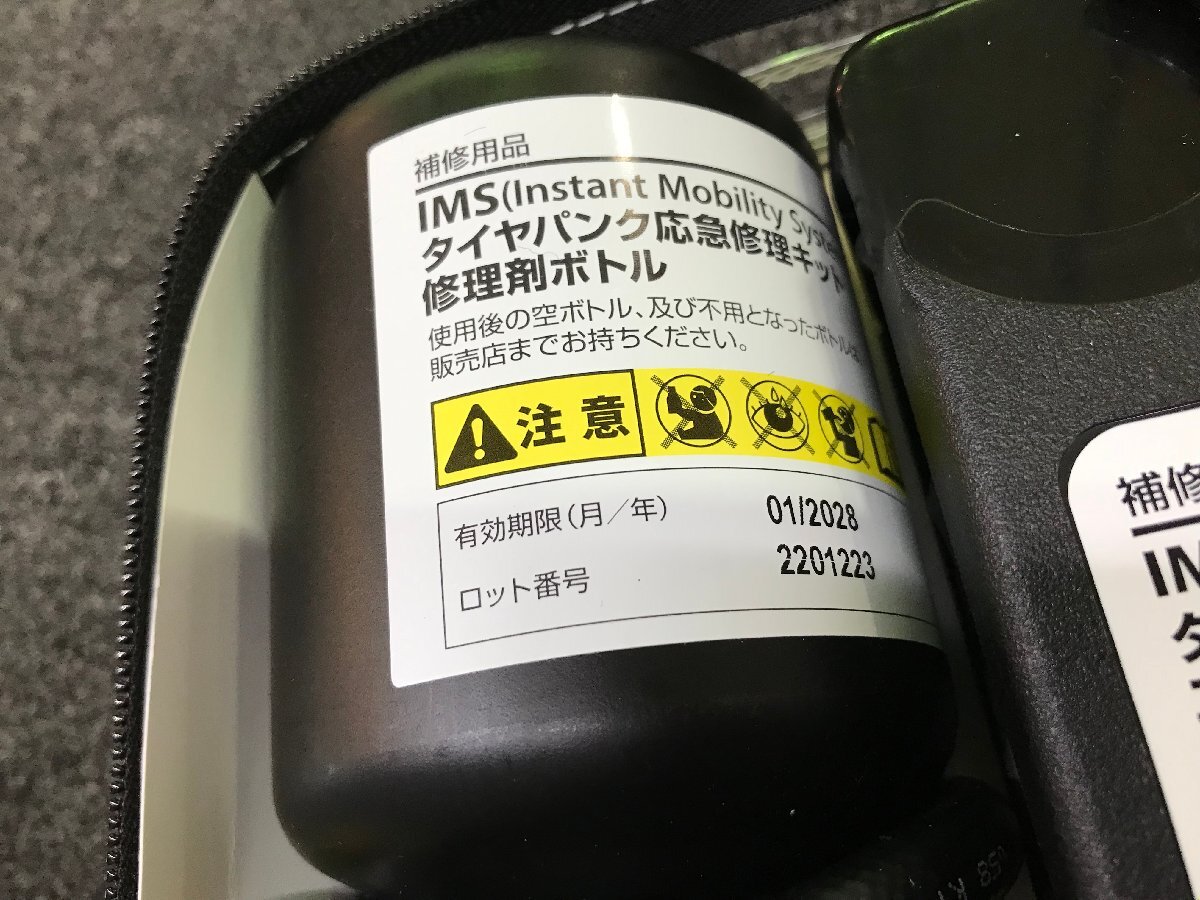 補修用品
IMS(Instant Mobility System
タイヤパンク応急修理キット
修理剤ボトル
使用後の空ボトル、及び不用となったボトルは
販売店までお持ちください。
注意
有効期限(月/年) 01/2028
ロット番号 2201223
補修
IM
タ